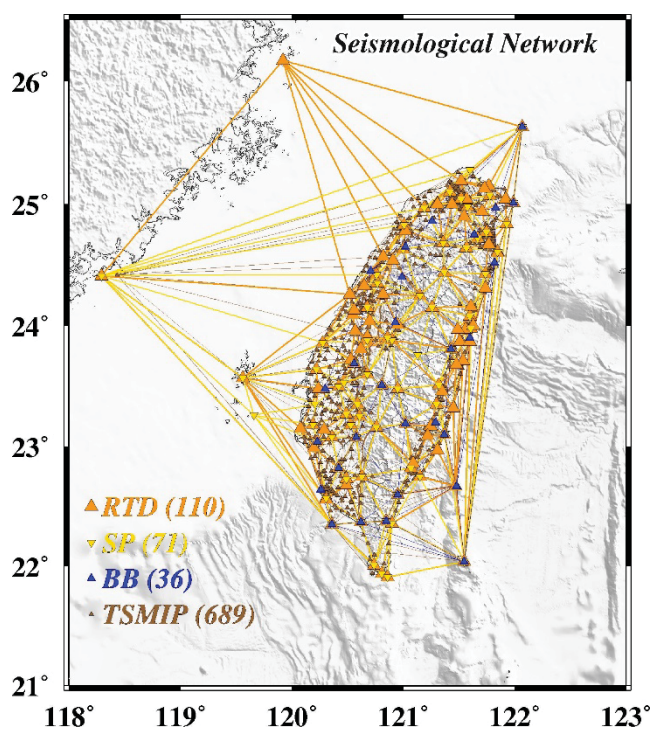 Seismological Network
26°
25°
24°
23°
22°
21°
RTD (110)
SP (71)
BB (36)
TSMIP (689)
118° 119° 120° 121° 122° 123°